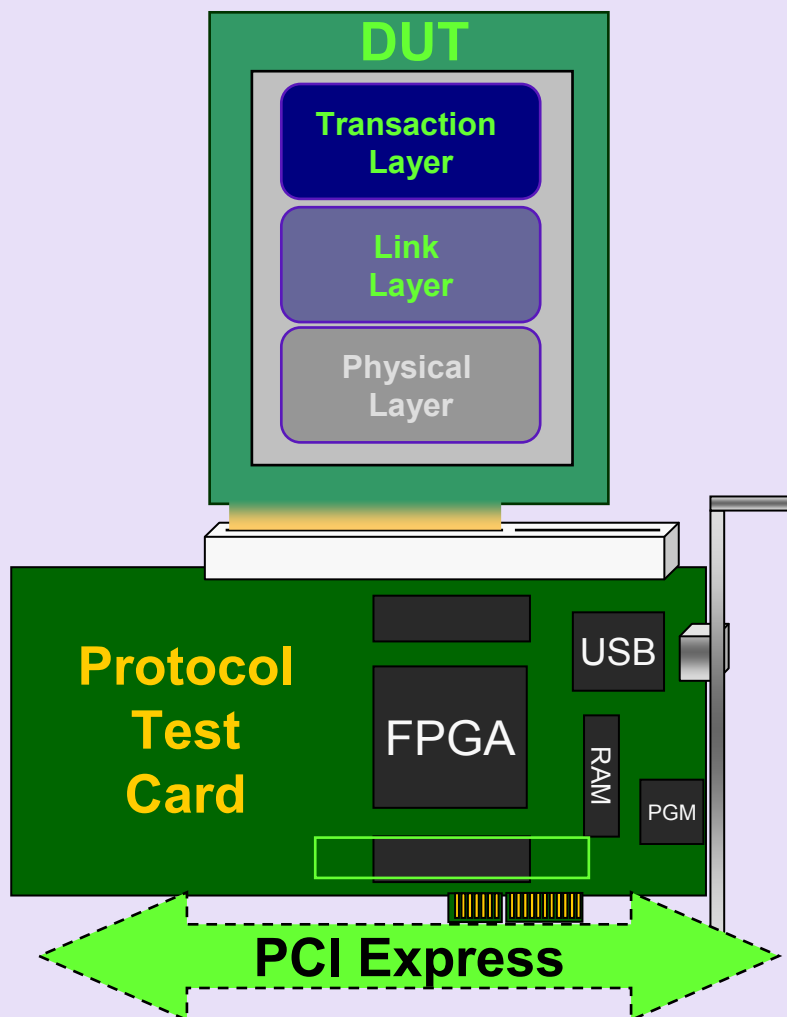 DUT
Transaction
Layer
Link
Layer
Physical
Layer
Protocol
Test
Card
USB
FPGA
RAM
PGM
PCI Express